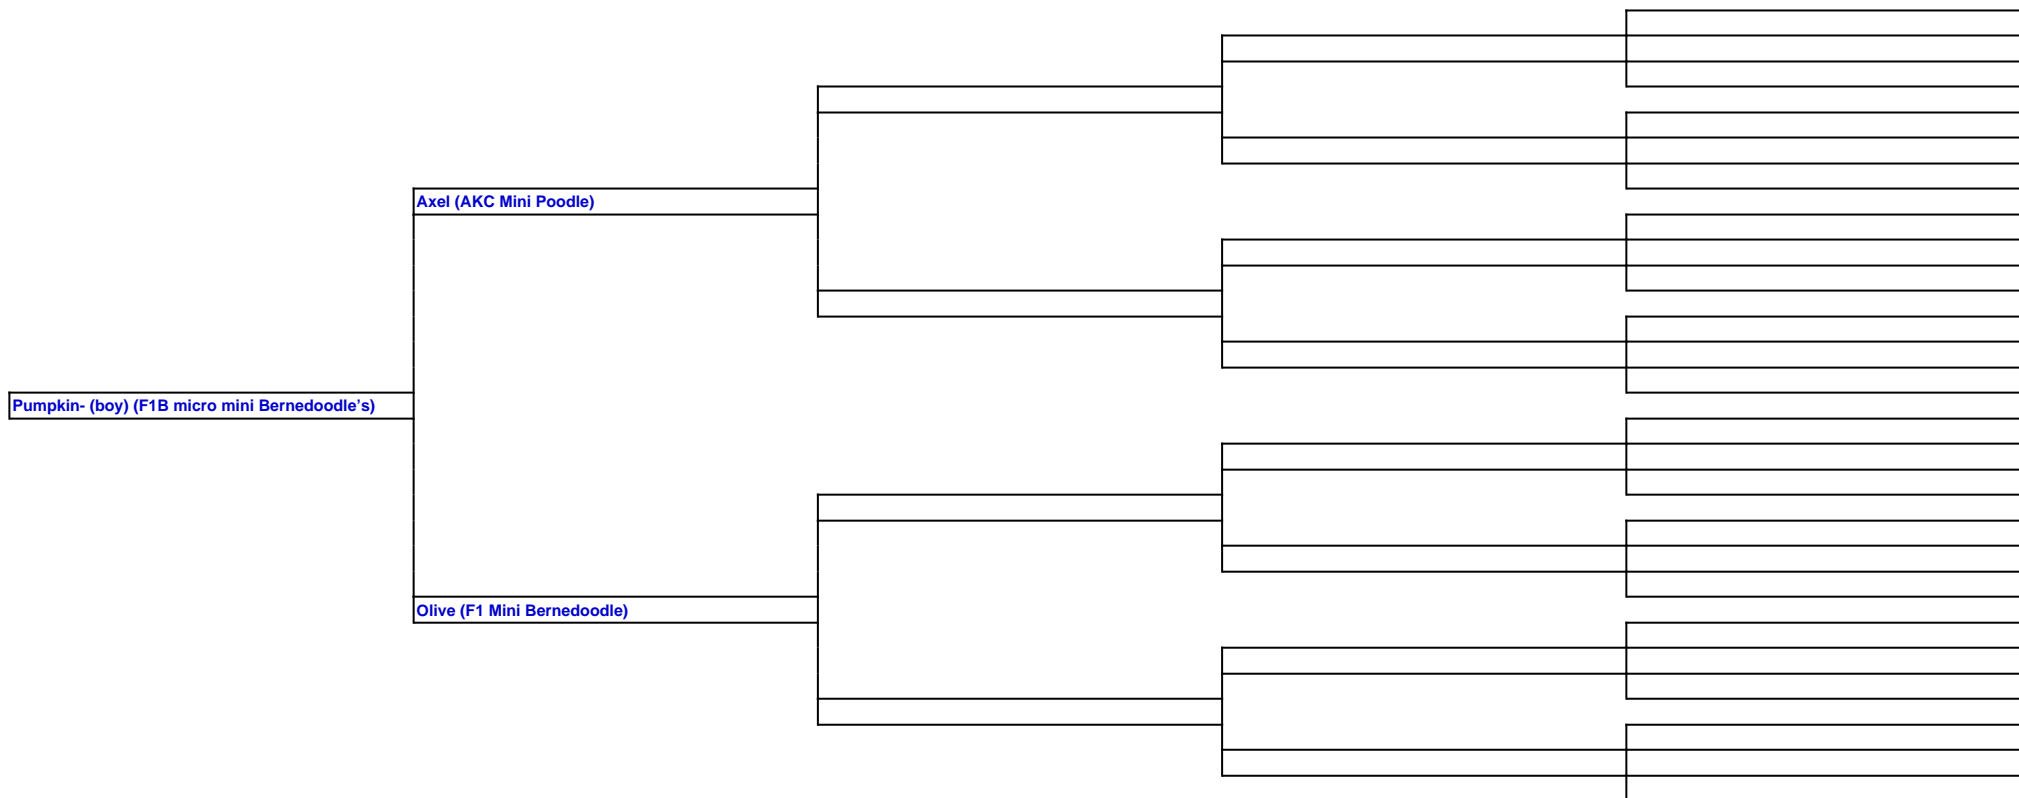 Axel (AKC Mini Poodle)
Pumpkin- (boy) (F1B micro mini Bernedoodle’s)
Olive (F1 Mini Bernedoodle)